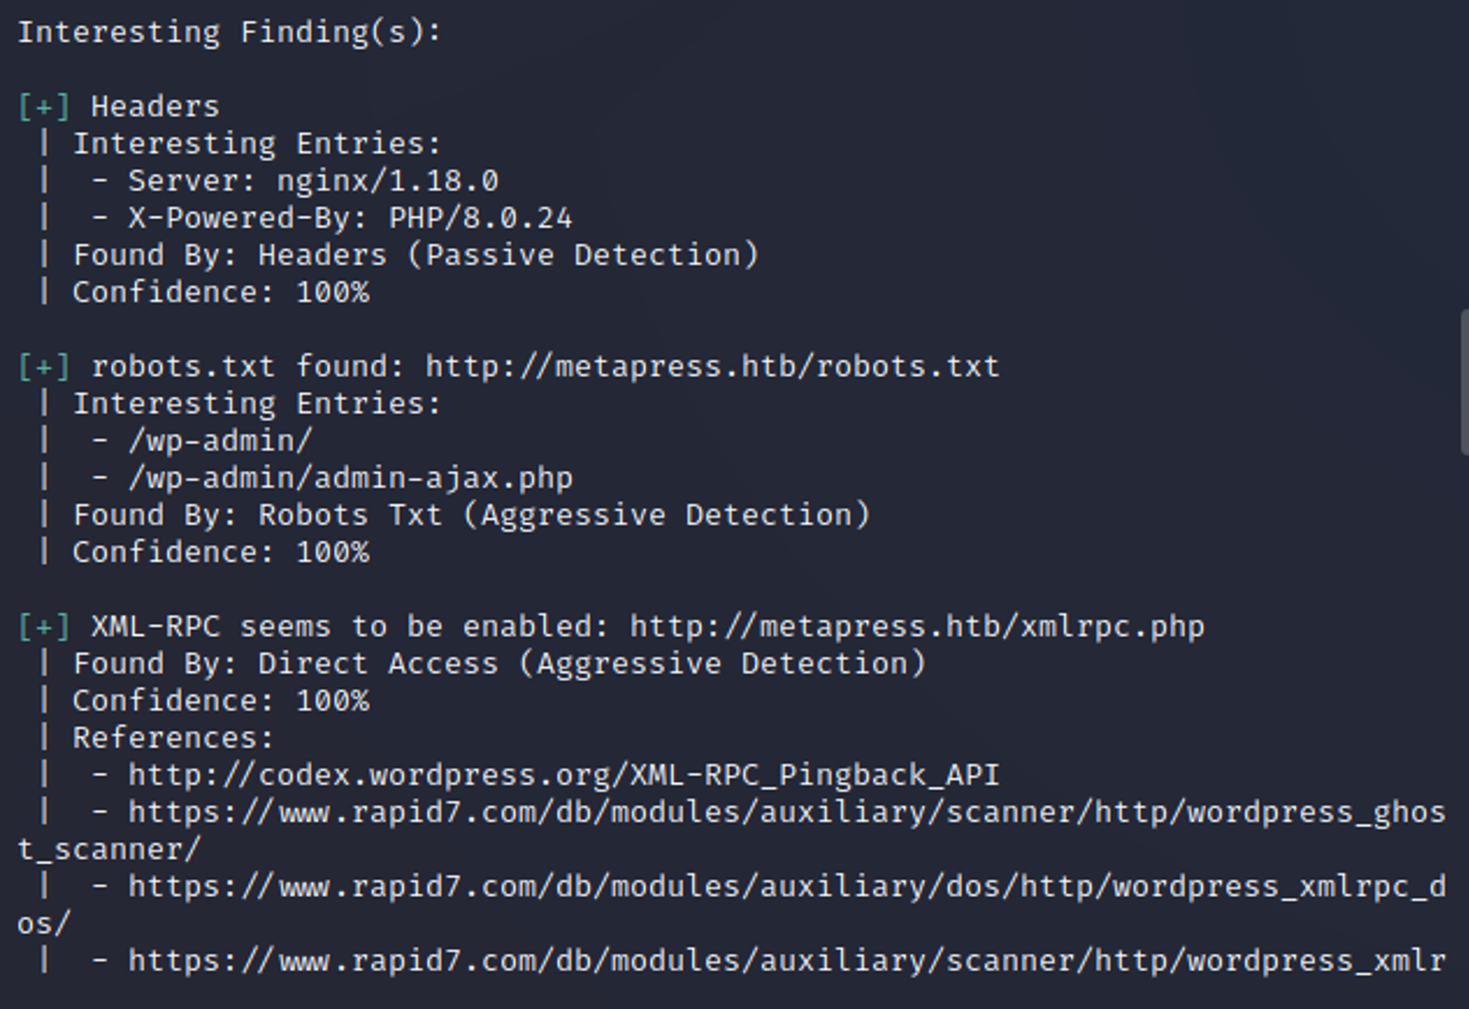 Interesting Finding(s):
[+] Headers
| Interesting Entries:
|  - Server: nginx/1.18.0
|  - X-Powered-By: PHP/8.0.24
| Found By: Headers (Passive Detection)
| Confidence: 100%
[+] robots.txt found: http://metapress.htb/robots.txt
| Interesting Entries:
|  - /wp-admin/
|  - /wp-admin/admin-ajax.php
| Found By: Robots Txt (Aggressive Detection)
| Confidence: 100%
[+] XML-RPC seems to be enabled: http://metapress.htb/xmlrpc.php
| Found By: Direct Access (Aggressive Detection)
| Confidence: 100%
| References:
|  - http://codex.wordpress.org/XML-RPC_Pingback_API
|  - https://www.rapid7.com/db/modules/auxiliary/scanner/http/wordpress_ghos
t_scanner/
|  - https://www.rapid7.com/db/modules/auxiliary/dos/http/wordpress_xmlrpc_d
os/
|  - https://www.rapid7.com/db/modules/auxiliary/scanner/http/wordpress_xmlr